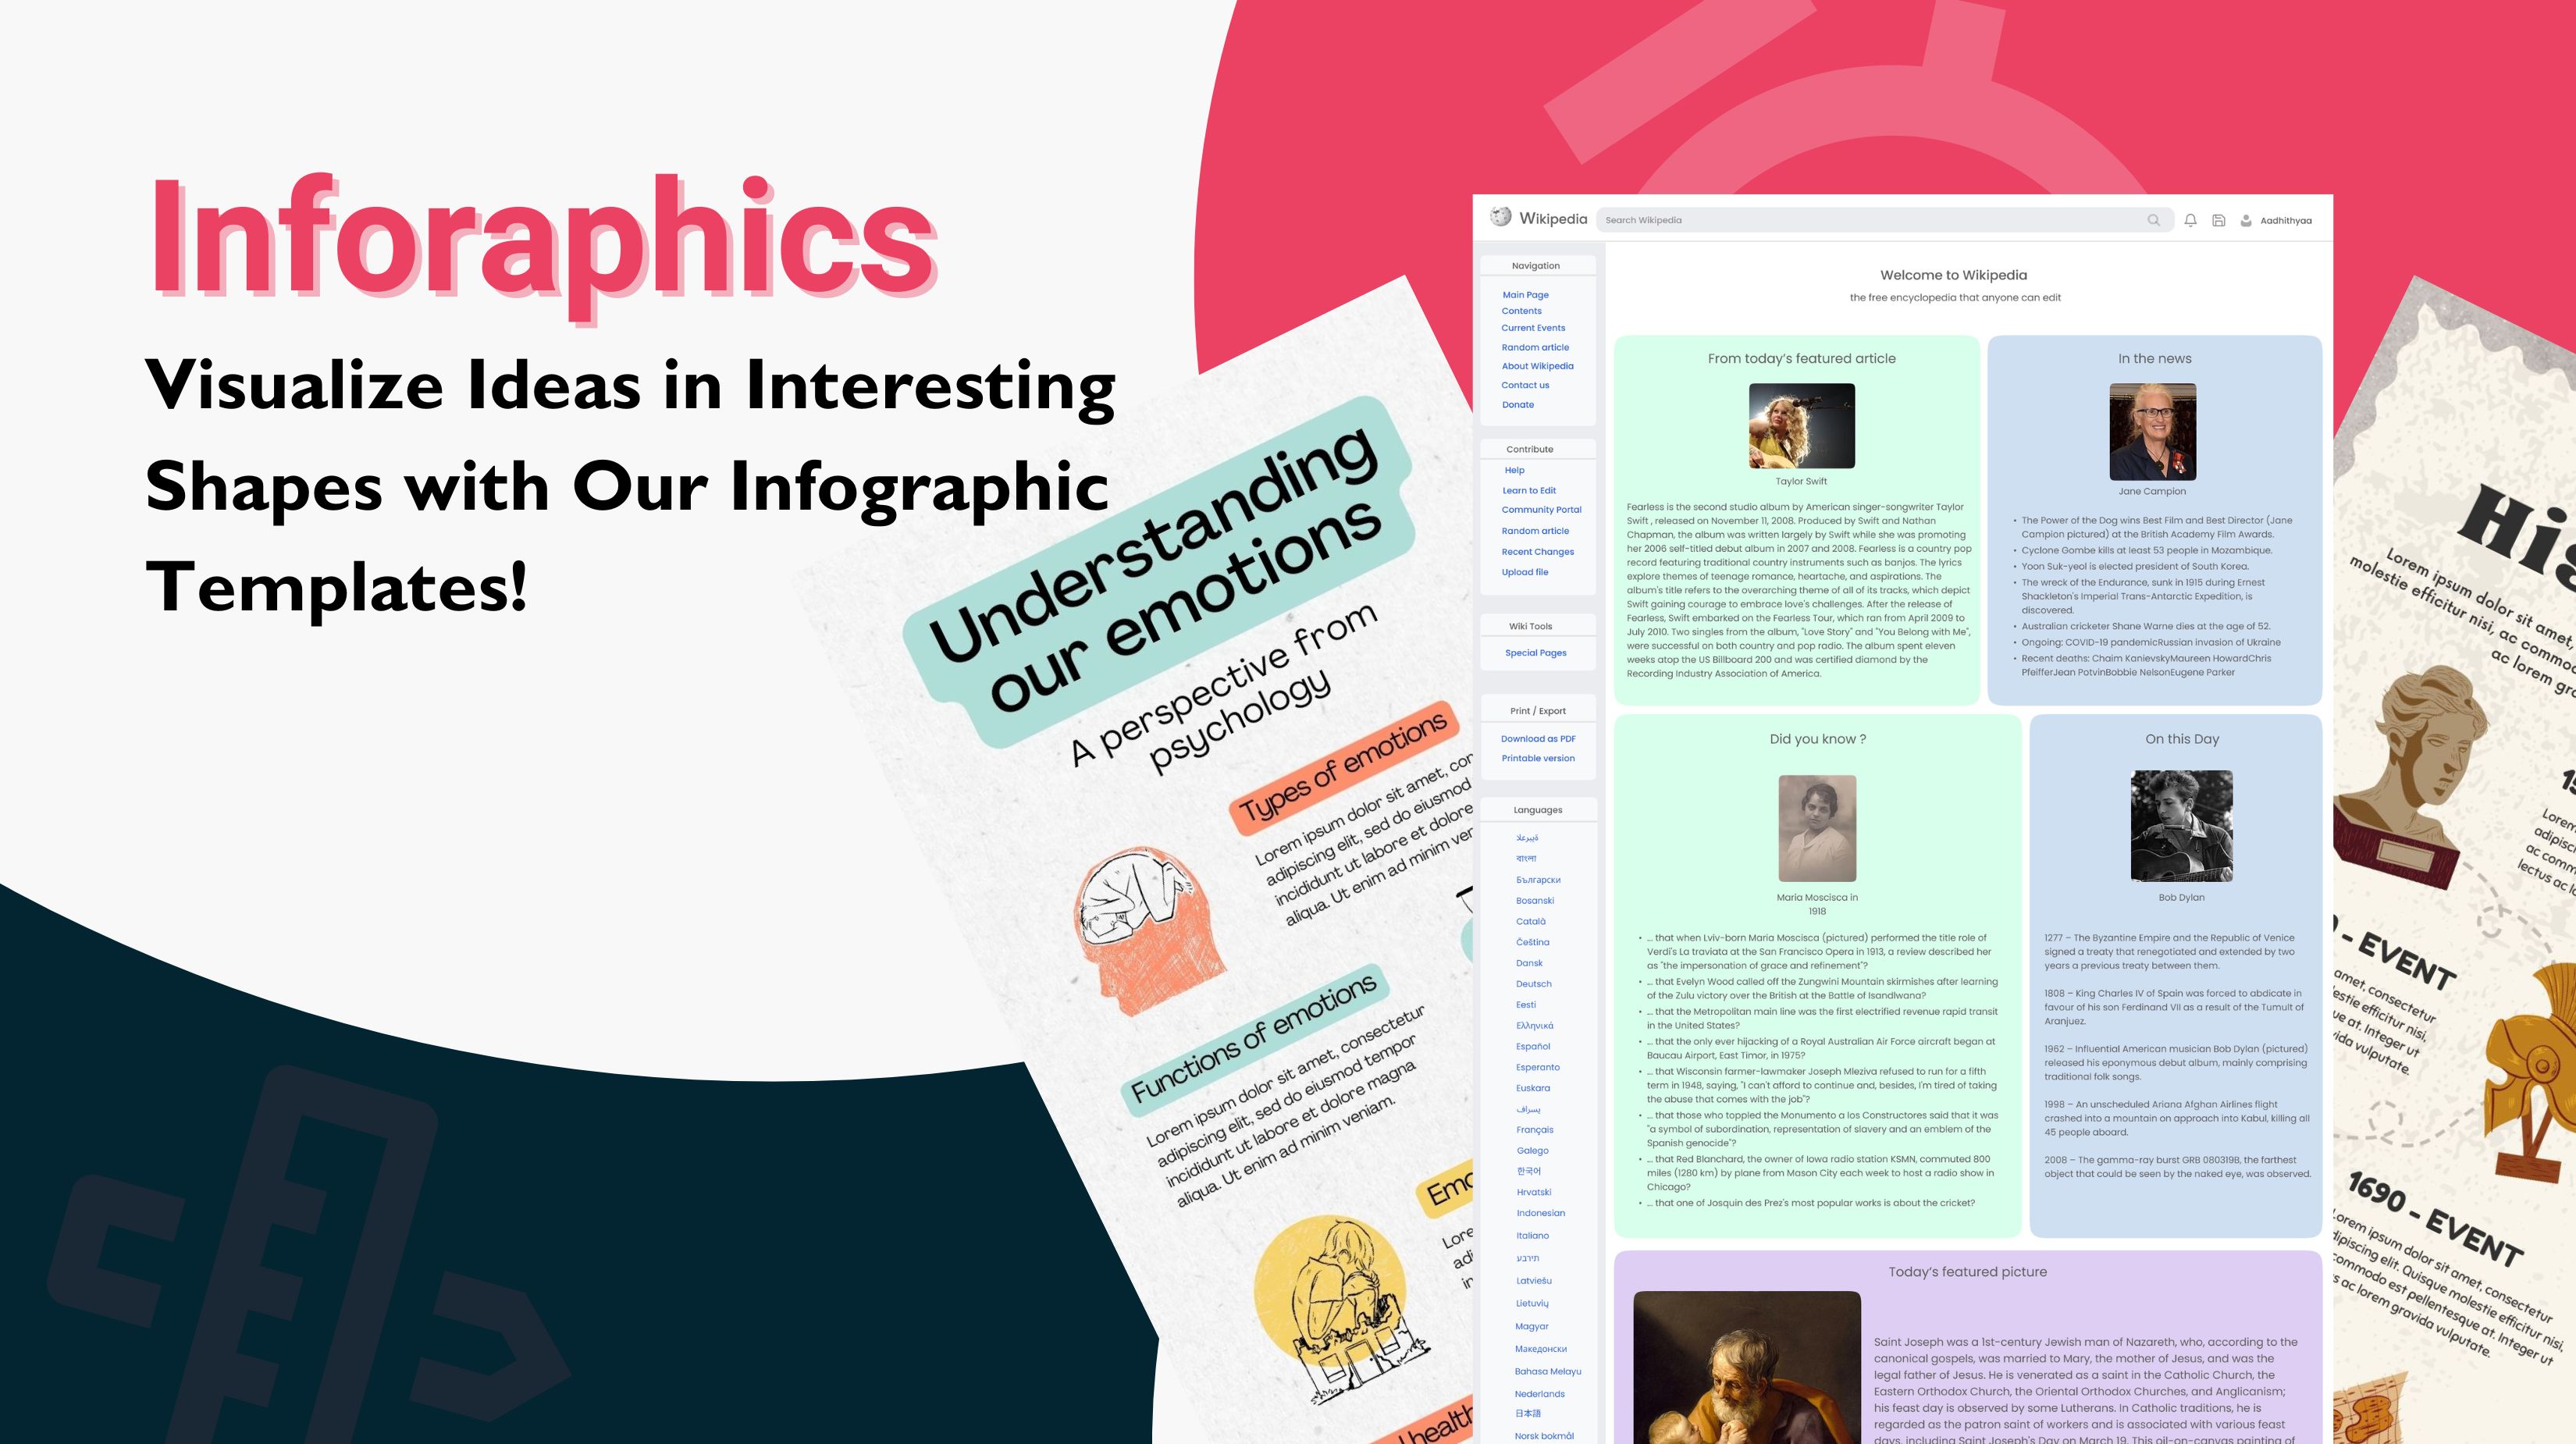 Inforaphics
Visualize Ideas in Interesting
Shapes with Our Infographic
Templates!
Understanding
our emotions
A perspective from
psychology
Types of emotions
Lorem ipsum dolor sit amet, con
adipiscing elit, sed do eiusmod
incididunt ut labore et dolore
aliqua. Ut enim ad minim ver
Functions of emotions
Lorem ipsum dolor sit amet, consectetur
adipiscing elit, sed do eiusmod tempor
incididunt ut labore et dolore magna
aliqua. Ut enim ad minim veniam.
Emo
Lore
adi
in
health
Wikipedia
Search Wikipedia
Aadhithyaa
Navigation
Main Page
Contents
Current Events
Random article
About Wikipedia
Contact us
Donate
Contribute
Help
Learn to Edit
Community Portal
Random article
Recent Changes
Upload file
Wiki Tools
Special Pages
Print / Export
Download as PDF
Printable version
Languages
বাংলা
Български
Bosanski
Català
Čeština
Dansk
Deutsch
Eesti
Ελληνικά
Español
Esperanto
Euskara
Français
Galego
한국어
Hrvatski
Indonesian
Italiano
תירבע
Latviešu
Lietuvių
Magyar
Македонски
Bahasa Melayu
Nederlands
日本語
Norsk bokmål
Welcome to Wikipedia
the free encyclopedia that anyone can edit
From today's featured article
Taylor Swift
Fearless is the second studio album by American singer-songwriter Taylor
Swift , released on November 11, 2008. Produced by Swift and Nathan
Chapman, the album was written largely by Swift while she was promoting
her 2006 self-titled debut album in 2007 and 2008. Fearless is a country pop
record featuring traditional country instruments such as banjos. The lyrics
explore themes of teenage romance, heartache, and aspirations. The
album's title refers to the overarching theme of all of its tracks, which depict
Swift gaining courage to embrace love's challenges. After the release of
Fearless, Swift embarked on the Fearless Tour, which ran from April 2009 to
July 2010. Two singles from the album, "Love Story" and "You Belong with Me",
were successful on both country and pop radio. The album spent eleven
weeks atop the US Billboard 200 and was certified diamond by the
Recording Industry Association of America.
In the news
Jane Campion
• The Power of the Dog wins Best Film and Best Director (Jane
Campion pictured) at the British Academy Film Awards.
• Cyclone Gombe kills at least 53 people in Mozambique.
• Yoon Suk-yeol is elected president of South Korea.
• The wreck of the Endurance, sunk in 1915 during Ernest
Shackleton's Imperial Trans-Antarctic Expedition, is
discovered.
• Australian cricketer Shane Warne dies at the age of 52.
• Ongoing: COVID-19 pandemicRussian invasion of Ukraine
• Recent deaths: Chaim KanievskyMaureen HowardChris
PfeifferJean PotvinBobbie NelsonEugene Parker
Did you know ?
Maria Moscisca in
1918
• ... that when Lviv-born Maria Moscisca (pictured) performed the title role of
Verdi's La traviata at the San Francisco Opera in 1913, a review described her
as "the impersonation of grace and refinement"?
• ... that Evelyn Wood called off the Zungwini Mountain skirmishes after learning
of the Zulu victory over the British at the Battle of Isandlwana?
• ... that the Metropolitan main line was the first electrified revenue rapid transit
in the United States?
• ... that the only ever hijacking of a Royal Australian Air Force aircraft began at
Baucau Airport, East Timor, in 1975?
• ... that Wisconsin farmer-lawmaker Joseph Mleziva refused to run for a fifth
term in 1948, saying, "I can't afford to continue and, besides, I'm tired of taking
the abuse that comes with the job"?
• ... that those who toppled the Monumento a los Constructores said that it was
"a symbol of subordination, representation of slavery and an emblem of the
Spanish genocide"?
• ... that Red Blanchard, the owner of Iowa radio station KSMN, commuted 800
miles (1280 km) by plane from Mason City each week to host a radio show in
Chicago?
• ... that one of Josquin des Prez's most popular works is about the cricket?
On this Day
Bob Dylan
1277 – The Byzantine Empire and the Republic of Venice
signed a treaty that renegotiated and extended by two
years a previous treaty between them.
1808 – King Charles IV of Spain was forced to abdicate in
favour of his son Ferdinand VII as a result of the Tumult of
Aranjuez.
1962 – Influential American musician Bob Dylan (pictured)
released his eponymous debut album, mainly comprising
traditional folk songs.
1998 – An unscheduled Ariana Afghan Airlines flight
crashed into a mountain on approach into Kabul, killing all
45 people aboard.
2008 – The gamma-ray burst GRB 080319B, the farthest
object that could be seen by the naked eye, was observed.
Today's featured picture
Saint Joseph was a 1st-century Jewish man of Nazareth, who, according to the
canonical gospels, was married to Mary, the mother of Jesus, and was the
legal father of Jesus. He is venerated as a saint in the Catholic Church, the
Eastern Orthodox Church, the Oriental Orthodox Churches, and Anglicanism;
his feast day is observed by some Lutherans. In Catholic traditions, he is
regarded as the patron saint of workers and is associated with various feast
days, including Saint Joseph's Day on March 19. This oil-on-canvas painting of
His
Lorem ipsum dolor sit amet,
molestie efficitur nisi, ac commod
ac lorem gra
15
Lorem
adipisci
ac comm
lectus ac lo
- EVENT
amet, consectetur
estie efficitur nisi,
ue at. Integer ut
vida vulputate.
1690 - EVENT
Lorem ipsum dolor sit amet, consectetur
dipiscing elit. Quisque molestie efficitur nisi,
commodo est pellentesque at. Integer ut
s ac lorem gravida vulputate.